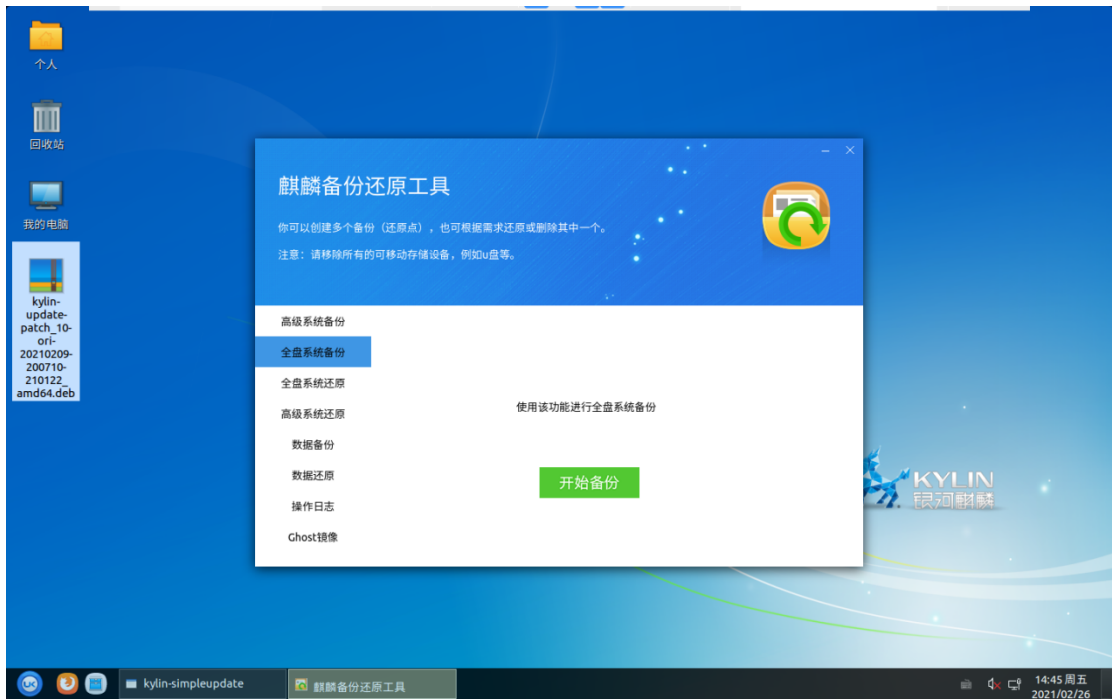 个人
回收站
我的电脑
kylin-
update-
patch_10-
ori-
20210209-
200710-
210122_
amd64.deb
麒麟备份还原工具
你可以创建多个备份（还原点），也可根据需求还原或删除其中一个。
注意：请移除所有的可移动存储设备，例如u盘等。
高级系统备份
全盘系统备份
全盘系统还原
高级系统还原
数据备份
数据还原
操作日志
Ghost镜像
使用该功能进行全盘系统备份
开始备份
KYLIN
银河麒麟
UK
kylin-simpleupdate
麒麟备份还原工具
14:45 周五
2021/02/26